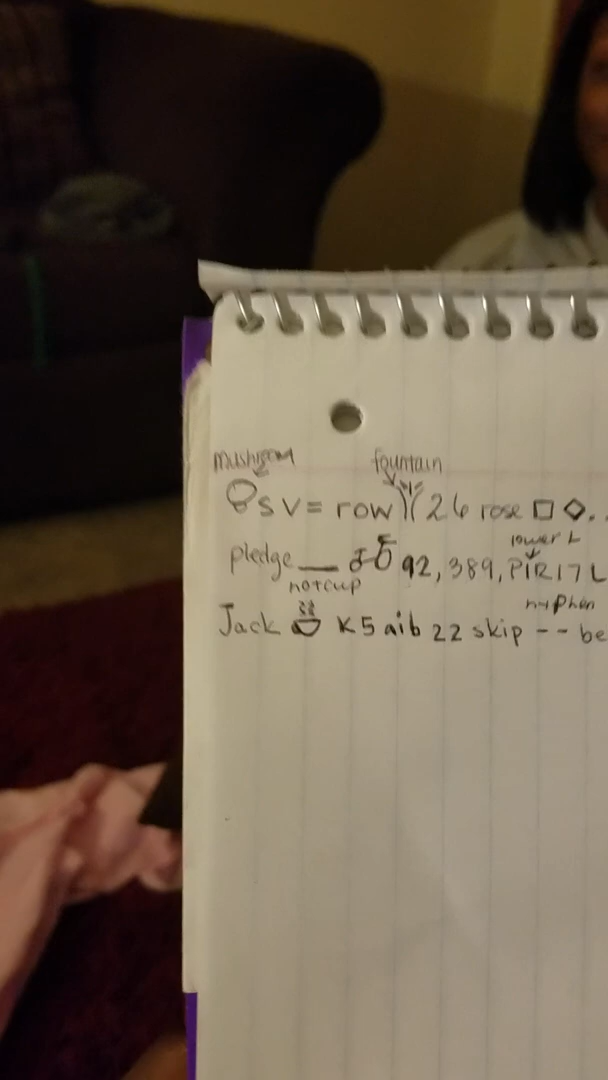 mushroom fountain
sv= row 26 rose □ ◇..
lower L
pledge __ 92,389, PIR17L
hotcup hyphen
Jack K5 aib 22 skip -- be